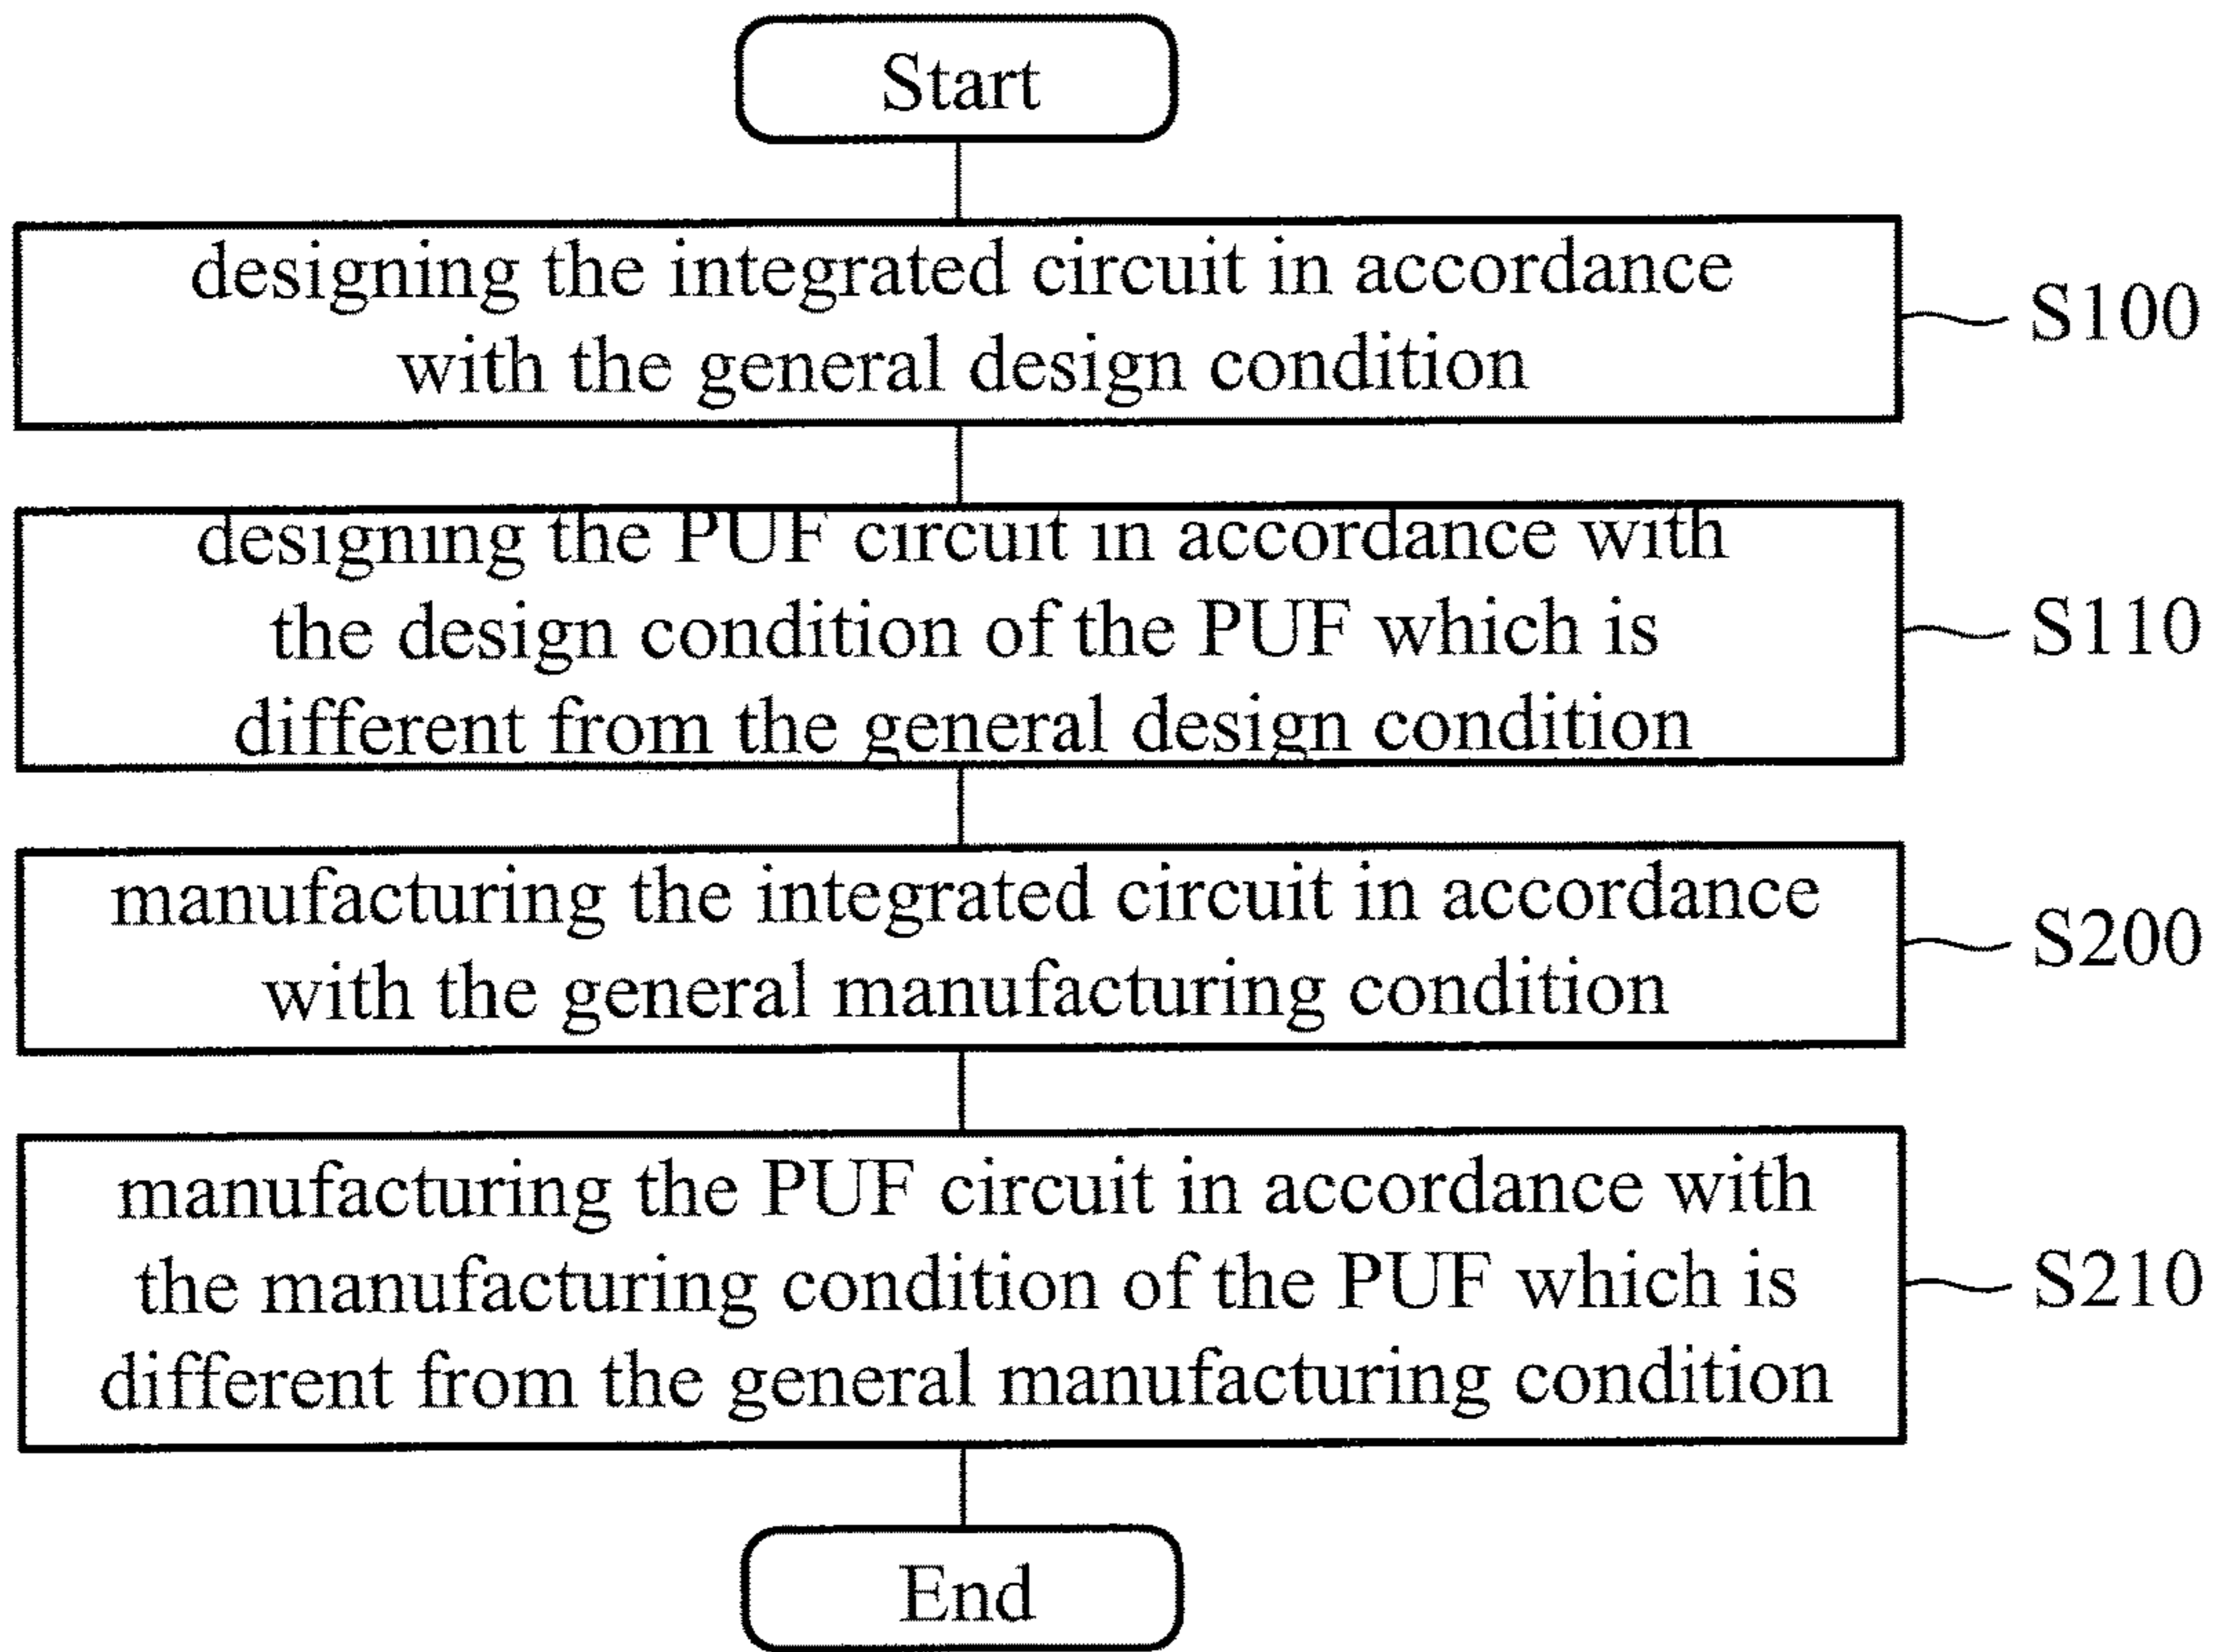 Start
designing the integrated circuit in accordance
with the general design condition
S100
designing the PUF circuit in accordance with
the design condition of the PUF which is
different from the general design condition
S110
manufacturing the integrated circuit in accordance
with the general manufacturing condition
S200
manufacturing the PUF circuit in accordance with
the manufacturing condition of the PUF which is
different from the general manufacturing condition
S210
End